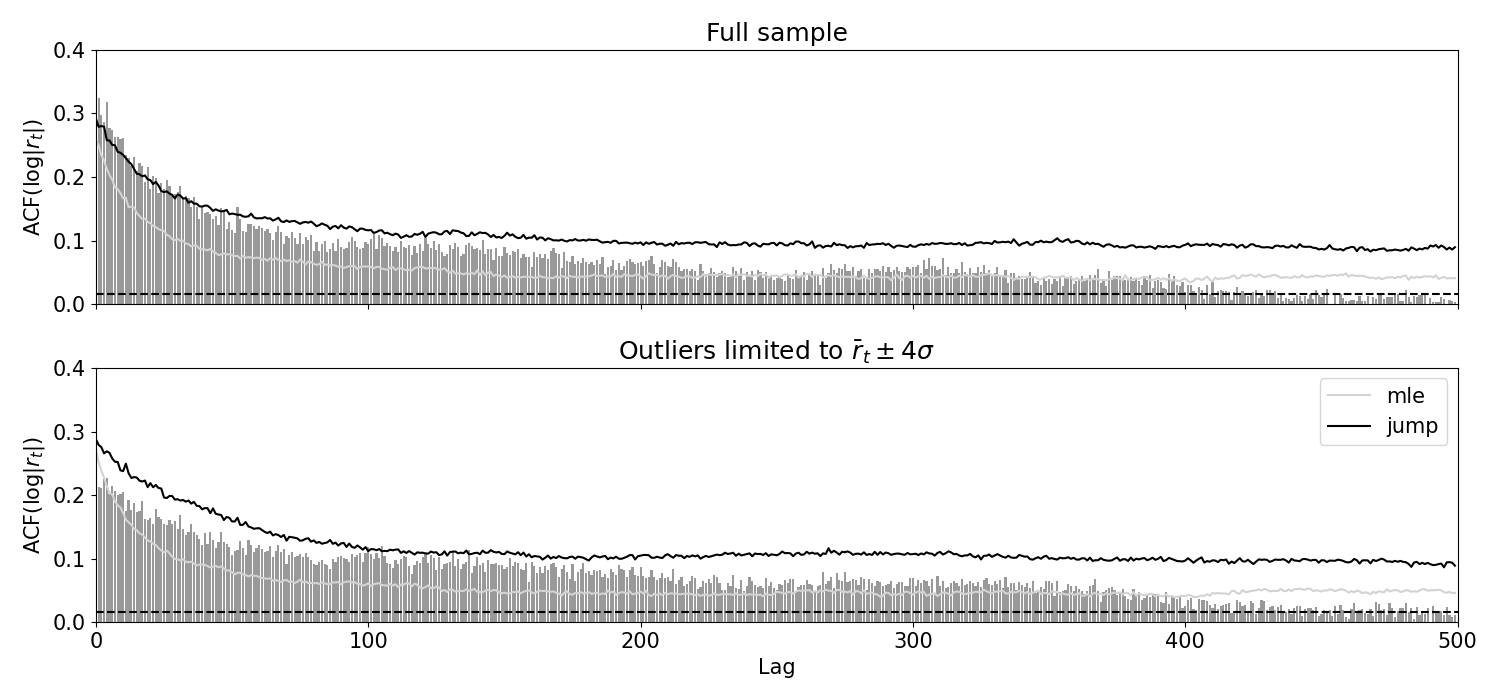 Full sample
0.4
0.3
0.2
0.1
0.0
ACF(log|r_t|)
Outliers limited to r̄_t ± 4σ
0.4
0.3
0.2
0.1
0.0
ACF(log|r_t|)
mle
jump
0 100 200 300 400 500
Lag